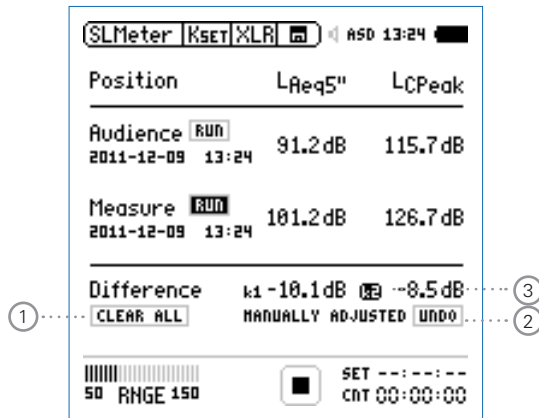 SLMeter KSET XLR ASD 13:24
Position LAeq5" LCPeak
Audience RUN 91.2dB 115.7dB
2011-12-09 13:24
Measure RUN 101.2dB 126.7dB
2011-12-09 13:24
Difference k1-10.1dB k2 -8.5dB 3
1 CLEAR ALL MANUALLY ADJUSTED UNDO 2
SET --:--:--
50 RNGE 150 CNT 00:00:00